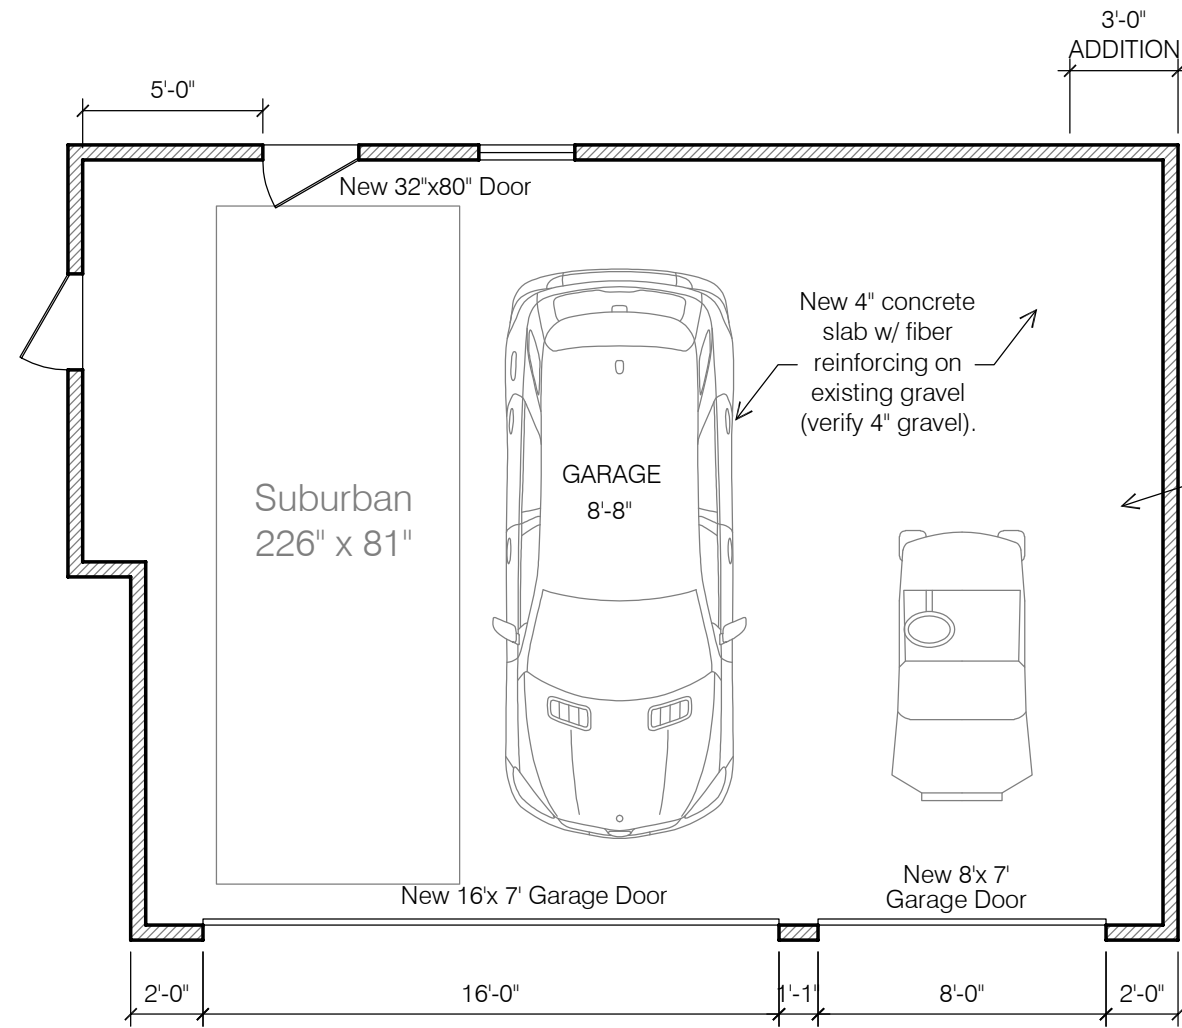 3'-0"
ADDITION
5'-0"
New 32"x80" Door
New 4" concrete
slab w/ fiber
reinforcing on
existing gravel
(verify 4" gravel).
GARAGE
8'-8"
Suburban
226" x 81"
New 8'x 7'
Garage Door
New 16'x 7' Garage Door
2'-0"
16'-0"
1'-1"
8'-0"
2'-0"